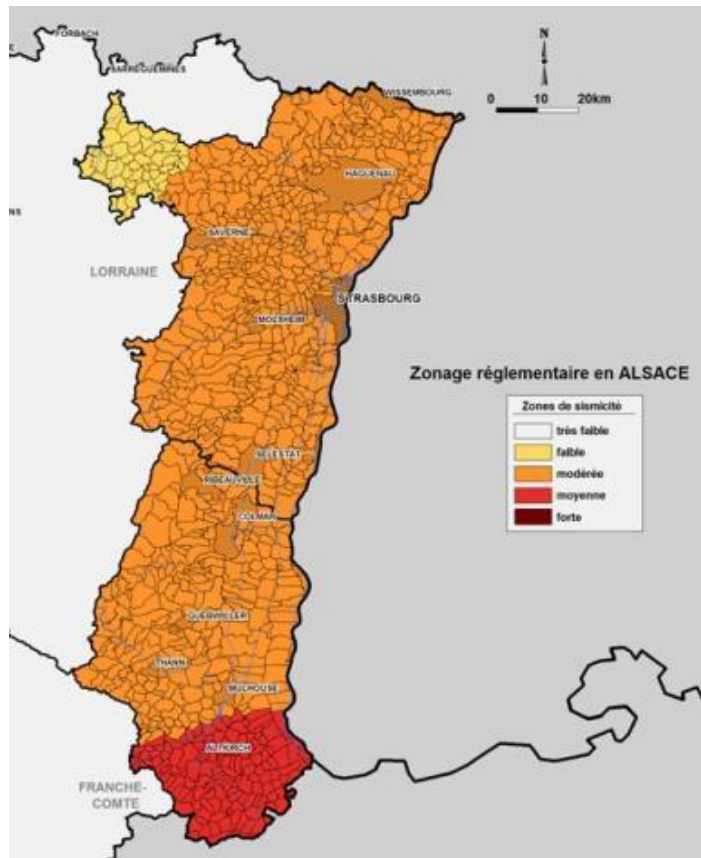 FORBACH
SARREGUEMINES
N
WISSEMBOURG
0 10 20km
HAGUENAU
NS
SAVERNE
LORRAINE
STRASBOURG
MOLSHEIM
Zonage réglementaire en ALSACE
Zones de sismicité
très faible
faible
modérée
moyenne
forte
SELESTAT
RIBEAUVILLE
COLMAR
GUEBWILLER
THANN
MULHOUSE
ALTKIRCH
FRANCHE-
COMTE